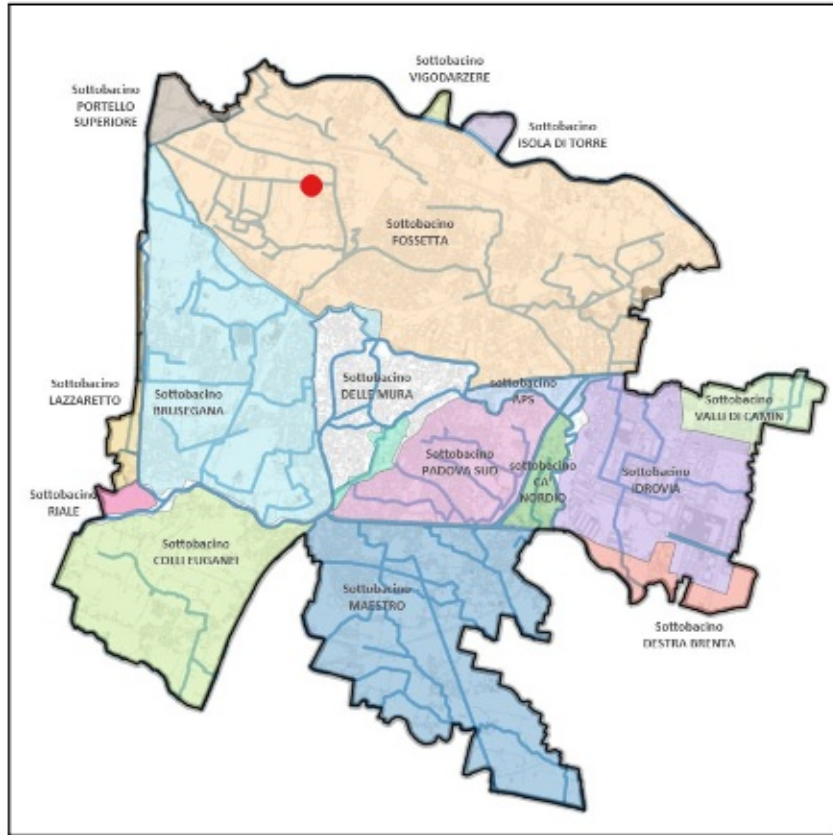 Sottobacino
VIGODARZERE
Sottobacino
PORTELLO
SUPERIORE
Sottobacino
ISOLA DI TORRE
Sottobacino
FOSSETTA
Sottobacino
LAZZARETTO
Sottobacino
BRUSEGANA
Sottobacino
DELLE MURA
sottobacino
APS
Sottobacino
VALLI DI CAMIN
Sottobacino
PADOVA SUD
sottobacino
CA'
NORDIO
Sottobacino
IDROVIA
Sottobacino
RIALE
Sottobacino
COLLI EUGANEI
Sottobacino
MAESTRO
Sottobacino
DESTRA BRENTA